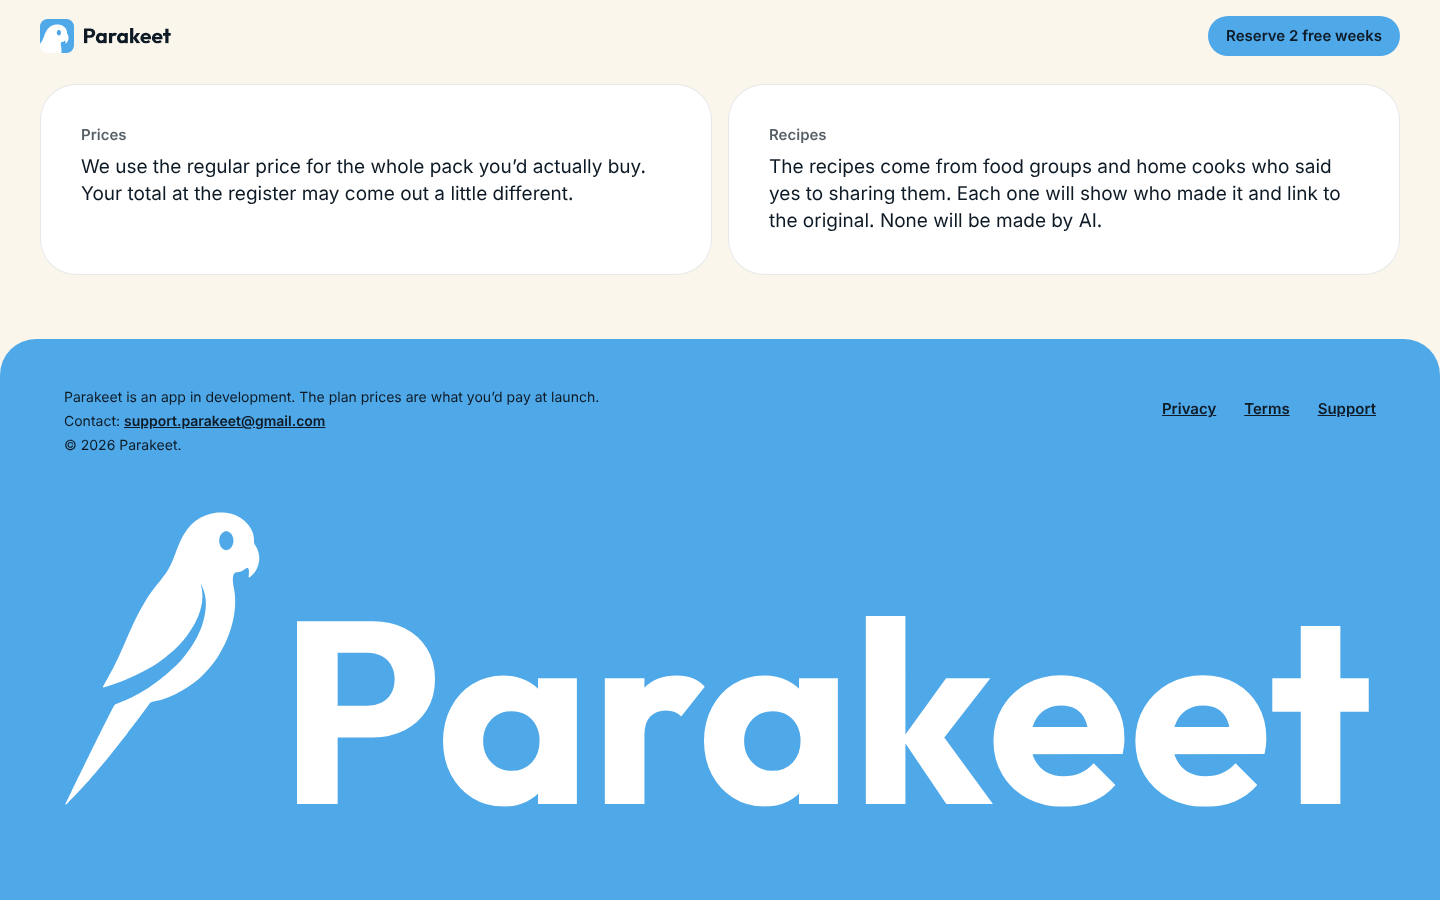 Parakeet
Reserve 2 free weeks
Prices
We use the regular price for the whole pack you’d actually buy.
Your total at the register may come out a little different.
Recipes
The recipes come from food groups and home cooks who said
yes to sharing them. Each one will show who made it and link to
the original. None will be made by AI.
Parakeet is an app in development. The plan prices are what you’d pay at launch.
Contact: support.parakeet@gmail.com
© 2026 Parakeet.
Privacy Terms Support
Parakeet